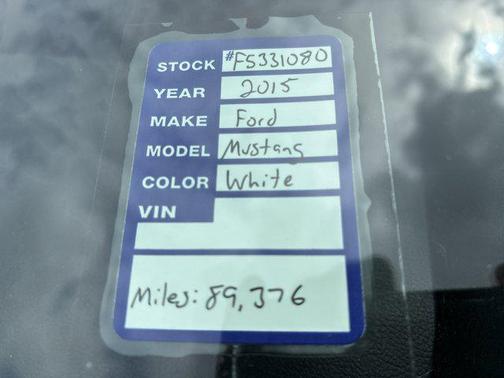 STOCK #F5331080
YEAR 2015
MAKE Ford
MODEL Mustang
COLOR White
VIN
Miles: 89,376